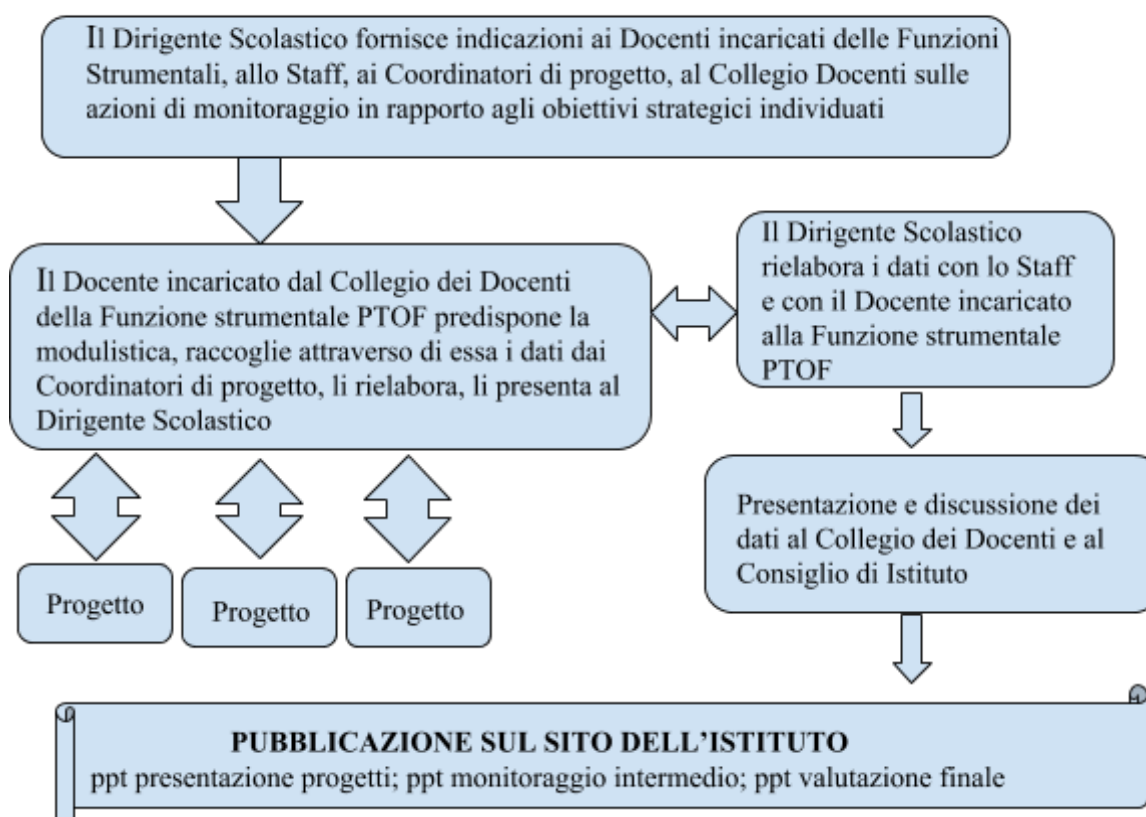 Il Dirigente Scolastico fornisce indicazioni ai Docenti incaricati delle Funzioni
Strumentali, allo Staff, ai Coordinatori di progetto, al Collegio Docenti sulle
azioni di monitoraggio in rapporto agli obiettivi strategici individuati
Il Docente incaricato dal Collegio dei Docenti
della Funzione strumentale PTOF predispone la
modulistica, raccoglie attraverso di essa i dati dai
Coordinatori di progetto, li rielabora, li presenta al
Dirigente Scolastico
Il Dirigente Scolastico
rielabora i dati con lo Staff
e con il Docente incaricato
alla Funzione strumentale
PTOF
Progetto
Progetto
Progetto
Presentazione e discussione dei
dati al Collegio dei Docenti e al
Consiglio di Istituto
PUBBLICAZIONE SUL SITO DELL’ISTITUTO
ppt presentazione progetti; ppt monitoraggio intermedio; ppt valutazione finale